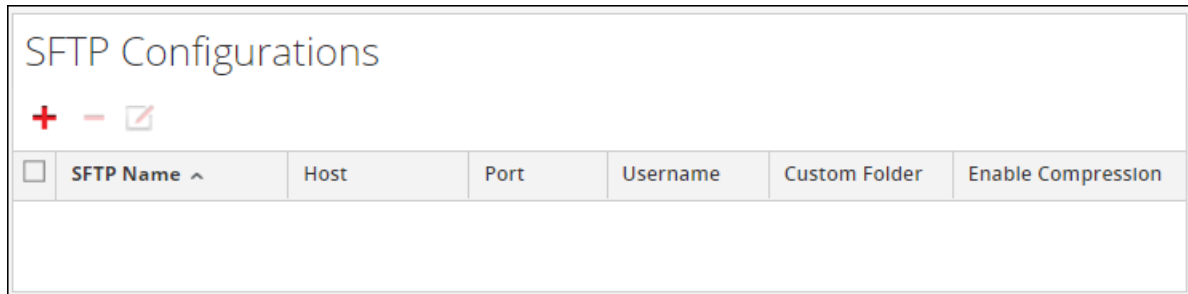 SFTP Configurations
SFTP Name Host Port Username Custom Folder Enable Compression